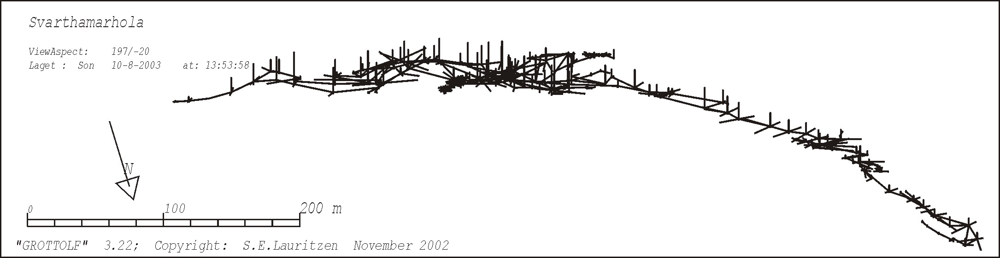 Svarthamarhola
ViewAspect: 197/-20
Laget : Son 10-8-2003 at: 13:53:58
N
0 100 200 m
"GROTTOLF" 3.22; Copyright: S.E.Lauritzen November 2002